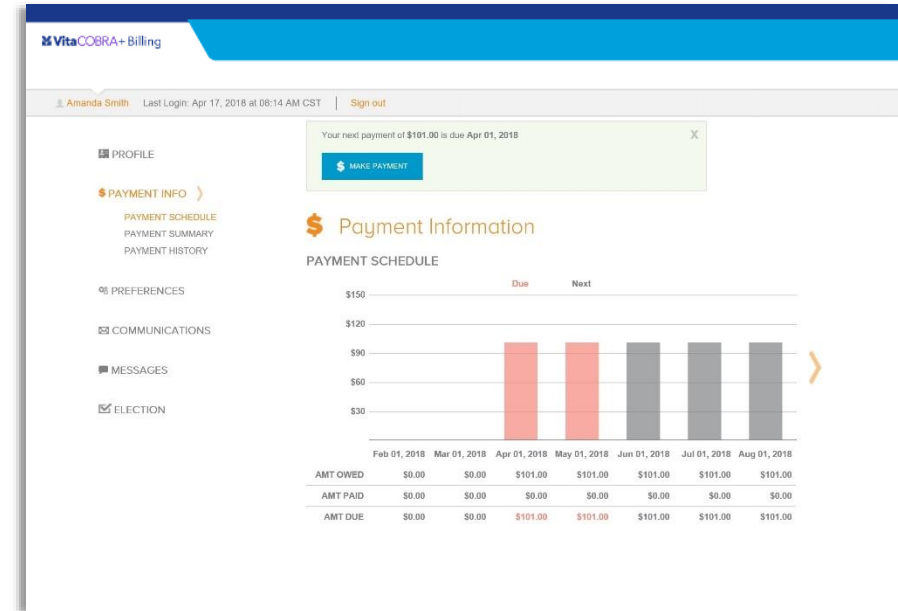 VitaCOBRA+ Billing
Amanda Smith Last Login: Apr 17, 2018 at 08:14 AM CST | Sign out
Your next payment of $101.00 is due Apr 01, 2018 X
$ MAKE PAYMENT
PROFILE
$ PAYMENT INFO
PAYMENT SCHEDULE
PAYMENT SUMMARY
PAYMENT HISTORY
PREFERENCES
COMMUNICATIONS
MESSAGES
ELECTION
$ Payment Information
PAYMENT SCHEDULE
Due Next
$150
$120
$90
$60
$30
Feb 01, 2018 Mar 01, 2018 Apr 01, 2018 May 01, 2018 Jun 01, 2018 Jul 01, 2018 Aug 01, 2018
AMT OWED $0.00 $0.00 $101.00 $101.00 $101.00 $101.00 $101.00
AMT PAID $0.00 $0.00 $0.00 $0.00 $0.00 $0.00 $0.00
AMT DUE $0.00 $0.00 $101.00 $101.00 $101.00 $101.00 $101.00